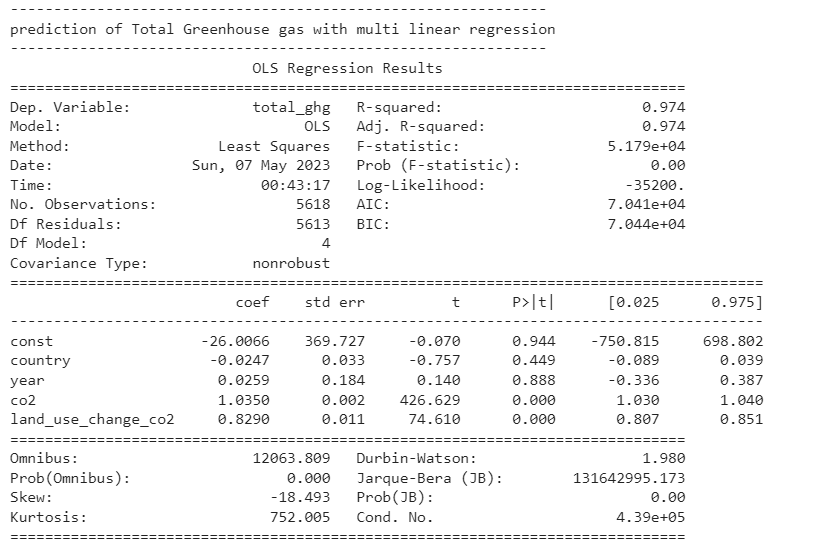 ---------------------------------------------------------------
prediction of Total Greenhouse gas with multi linear regression
---------------------------------------------------------------
OLS Regression Results
==============================================================================
Dep. Variable: total_ghg R-squared: 0.974
Model: OLS Adj. R-squared: 0.974
Method: Least Squares F-statistic: 5.179e+04
Date: Sun, 07 May 2023 Prob (F-statistic): 0.00
Time: 00:43:17 Log-Likelihood: -35200.
No. Observations: 5618 AIC: 7.041e+04
Df Residuals: 5613 BIC: 7.044e+04
Df Model: 4
Covariance Type: nonrobust
=======================================================================================
coef std err t P>|t| [0.025 0.975]
---------------------------------------------------------------------------------------
const -26.0066 369.727 -0.070 0.944 -750.815 698.802
country -0.0247 0.033 -0.757 0.449 -0.089 0.039
year 0.0259 0.184 0.140 0.888 -0.336 0.387
co2 1.0350 0.002 426.629 0.000 1.030 1.040
land_use_change_co2 0.8290 0.011 74.610 0.000 0.807 0.851
==============================================================================
Omnibus: 12063.809 Durbin-Watson: 1.980
Prob(Omnibus): 0.000 Jarque-Bera (JB): 131642995.173
Skew: -18.493 Prob(JB): 0.00
Kurtosis: 752.005 Cond. No. 4.39e+05
==============================================================================